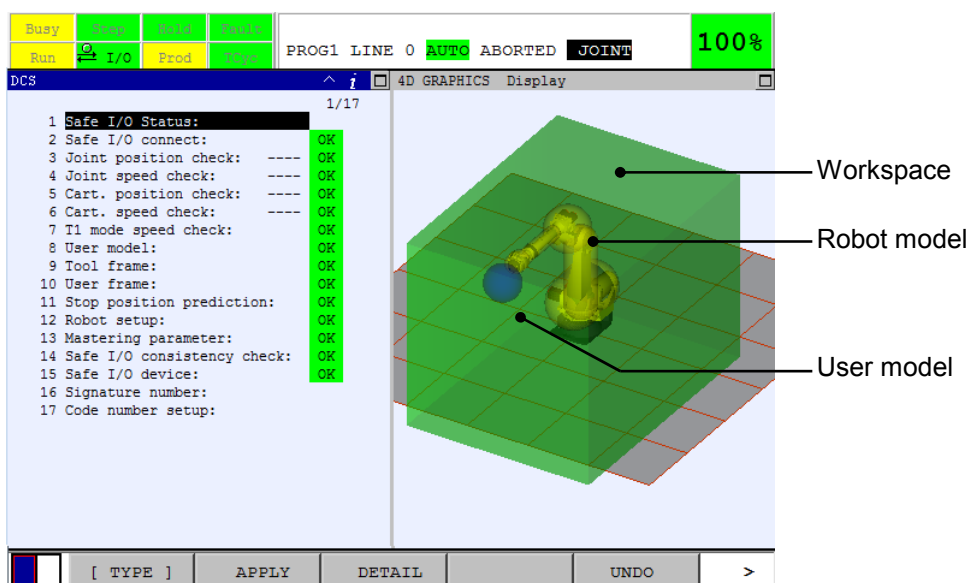 Busy Step Hold Fault
Run I/O Prod TCyc
PROG1 LINE 0 AUTO ABORTED JOINT
100%
DCS
4D GRAPHICS Display
1/17
1 Safe I/O Status:
2 Safe I/O connect: OK
3 Joint position check: ---- OK
4 Joint speed check: ---- OK
5 Cart. position check: ---- OK
6 Cart. speed check: ---- OK
7 T1 mode speed check: OK
8 User model: OK
9 Tool frame: OK
10 User frame: OK
11 Stop position prediction: OK
12 Robot setup: OK
13 Mastering parameter: OK
14 Safe I/O consistency check: OK
15 Safe I/O device: OK
16 Signature number:
17 Code number setup:
Workspace
Robot model
User model
[ TYPE ] APPLY DETAIL UNDO >